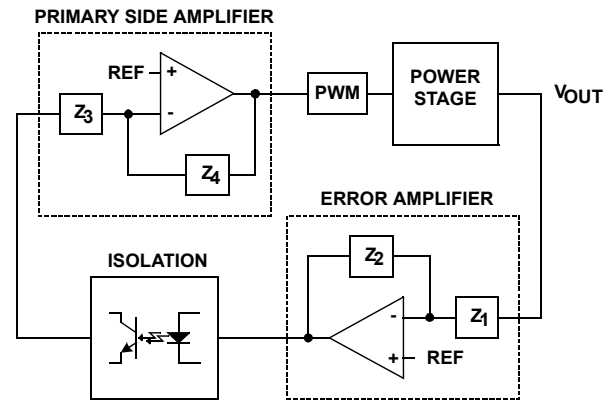 PRIMARY SIDE AMPLIFIER
REF
+
-
Z3
Z4
PWM
POWER
STAGE
VOUT
ERROR AMPLIFIER
ISOLATION
Z2
-
Z1
+
REF